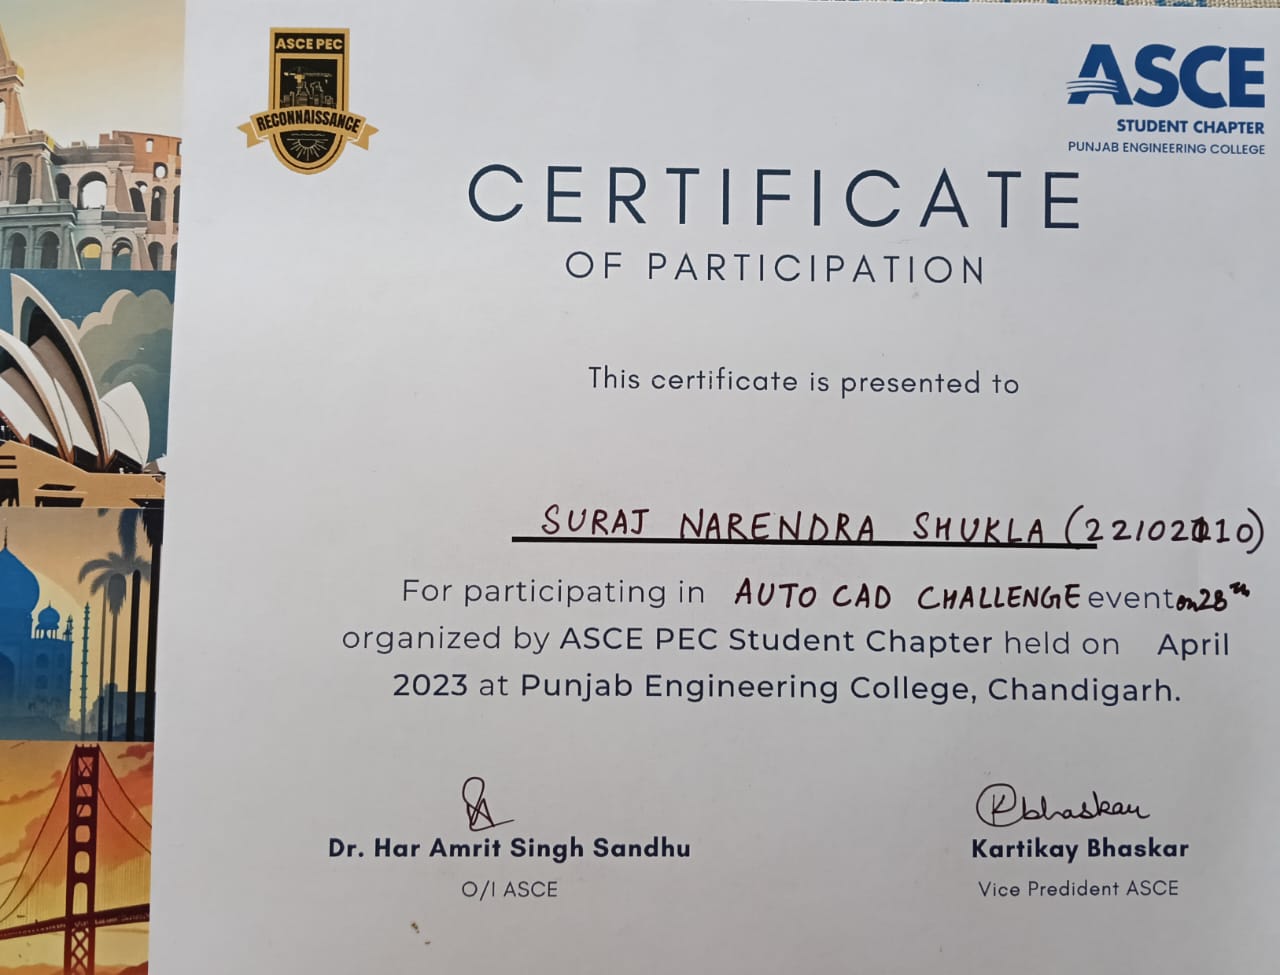 ASCE PEC
RECONNAISSANCE
ASCE
STUDENT CHAPTER
PUNJAB ENGINEERING COLLEGE
CERTIFICATE
OF PARTICIPATION
This certificate is presented to
SURAJ NARENDRA SHUKLA (22102110)
For participating in AUTO CAD CHALLENGE event on 28th
organized by ASCE PEC Student Chapter held on April
2023 at Punjab Engineering College, Chandigarh.
Kbhaskar
Dr. Har Amrit Singh Sandhu
Kartikay Bhaskar
O/I ASCE
Vice Predident ASCE